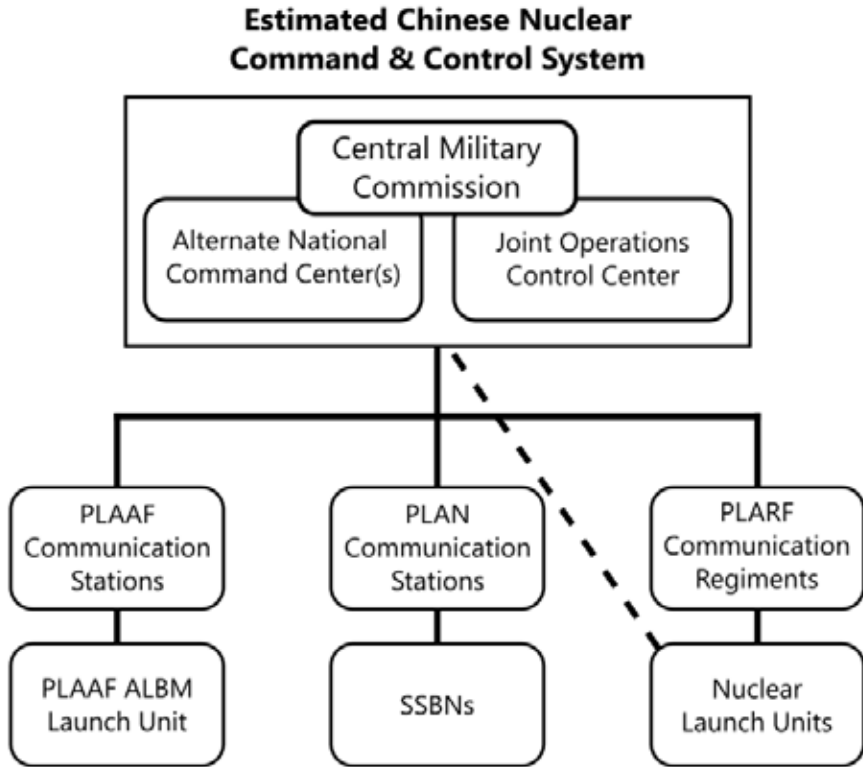 Estimated Chinese Nuclear
Command & Control System
Central Military
Commission
Alternate National
Command Center(s)
Joint Operations
Control Center
PLAAF
Communication
Stations
PLAN
Communication
Stations
PLARF
Communication
Regiments
PLAAF ALBM
Launch Unit
SSBNs
Nuclear
Launch Units